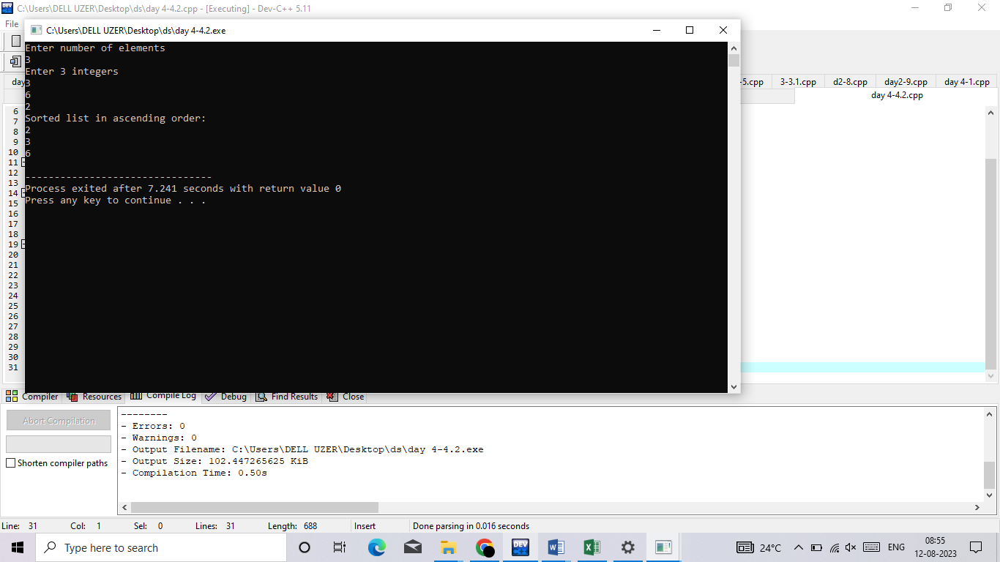 C:\Users\DELL UZER\Desktop\ds\day 4-4.2.cpp - [Executing] - Dev-C++ 5.11
File
C:\Users\DELL UZER\Desktop\ds\day 4-4.2.exe
Enter number of elements
3
Enter 3 integers
3
6
2
Sorted list in ascending order:
2
3
6
--------------------------------
Process exited after 7.241 seconds with return value 0
Press any key to continue . . .
day
-5.cpp 3-3.1.cpp d2-8.cpp day2-9.cpp day 4-1.cpp
day 4-4.2.cpp
6
7
8
9
10
11
12
13
14
15
16
17
18
19
20
21
22
23
24
25
26
27
28
29
30
31
Compiler Resources Compile Log Debug Find Results Close
Abort Compilation
Shorten compiler paths
--------
- Errors: 0
- Warnings: 0
- Output Filename: C:\Users\DELL UZER\Desktop\ds\day 4-4.2.exe
- Output Size: 102.447265625 KiB
- Compilation Time: 0.50s
Line: 31 Col: 1 Sel: 0 Lines: 31 Length: 688 Insert Done parsing in 0.016 seconds
Type here to search
DEV
24°C
ENG
08:55
12-08-2023